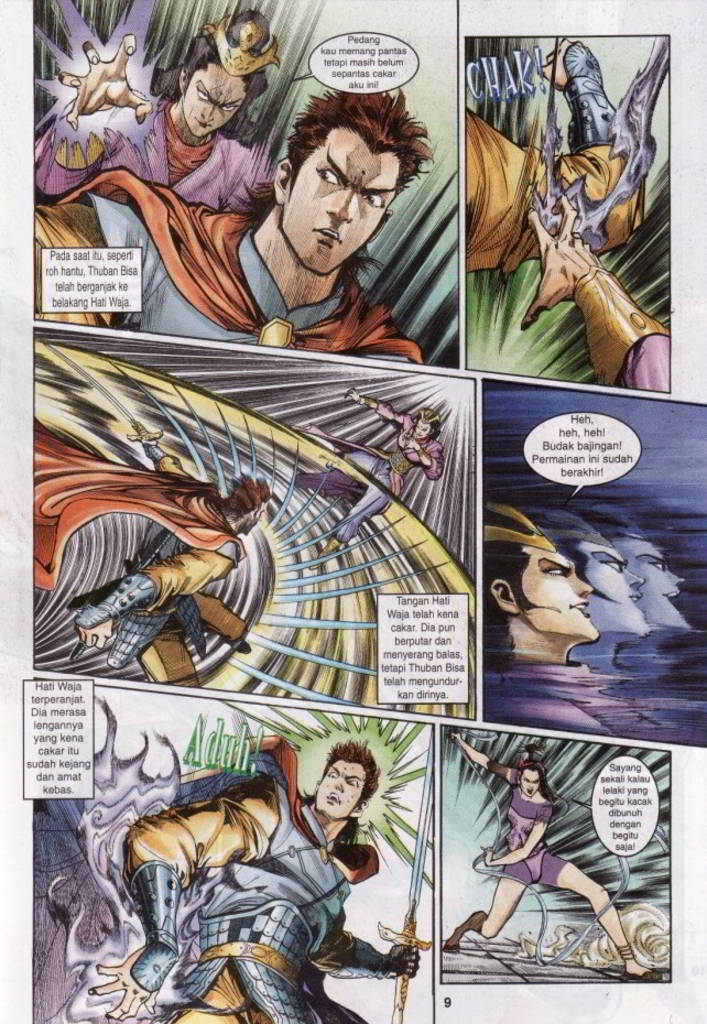 Pedang
kau memang pantas
tetapi masih belum
sepantas cakar
aku ini!
Pada saat itu, seperti
roh hantu, Thuban Bisa
telah berganjak ke
belakang Hati Waja.
CHAK!
Tangan Hati
Waja telah kena
cakar. Dia pun
berputar dan
menyerang balas,
tetapi Thuban Bisa
telah mengundur-
kan dirinya.
Heh,
heh, heh!
Budak bajingan!
Permainan ini sudah
berakhir!
Hati Waja
terperanjat.
Dia merasa
lengannya
yang kena
cakar itu
sudah kejang
dan amat
kebas.
Aduh!
Sayang
sekali kalau
lelaki yang
begitu kacak
dibunuh
dengan
begitu
saja!
9